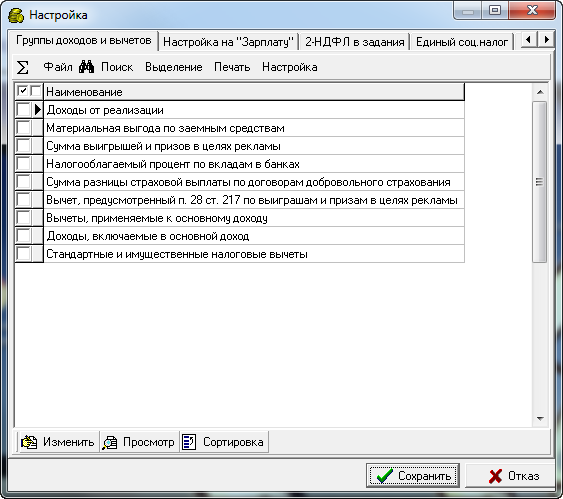 Настройка
Группы доходов и вычетов Настройка на "Зарплату" 2-НДФЛ в задания Единый соц.налог
Σ Файл Поиск Выделение Печать Настройка
Наименование
Доходы от реализации
Материальная выгода по заемным средствам
Сумма выигрышей и призов в целях рекламы
Налогооблагаемый процент по вкладам в банках
Сумма разницы страховой выплаты по договорам добровольного страхования
Вычет, предусмотренный п. 28 ст. 217 по выиграшам и призам в целях рекламы
Вычеты, применяемые к основному доходу
Доходы, включаемые в основной доход
Стандартные и имущественные налоговые вычеты
Изменить Просмотр Сортировка
Сохранить Отказ